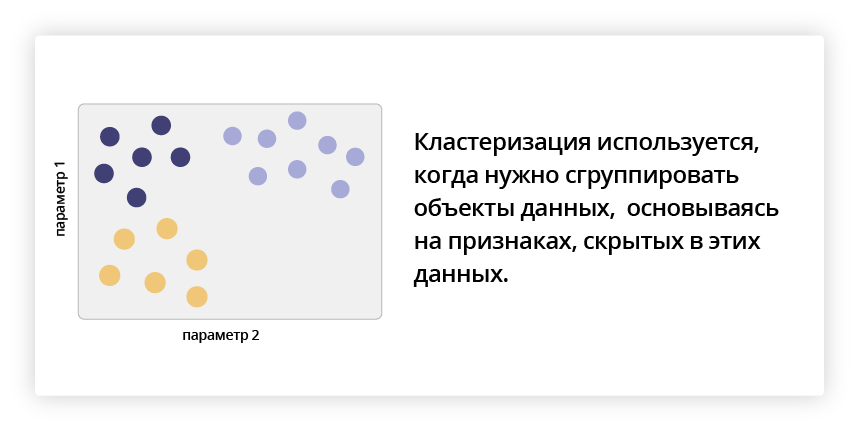 параметр 1
параметр 2
Кластеризация используется,
когда нужно сгруппировать
объекты данных,  основываясь
на признаках, скрытых в этих
данных.